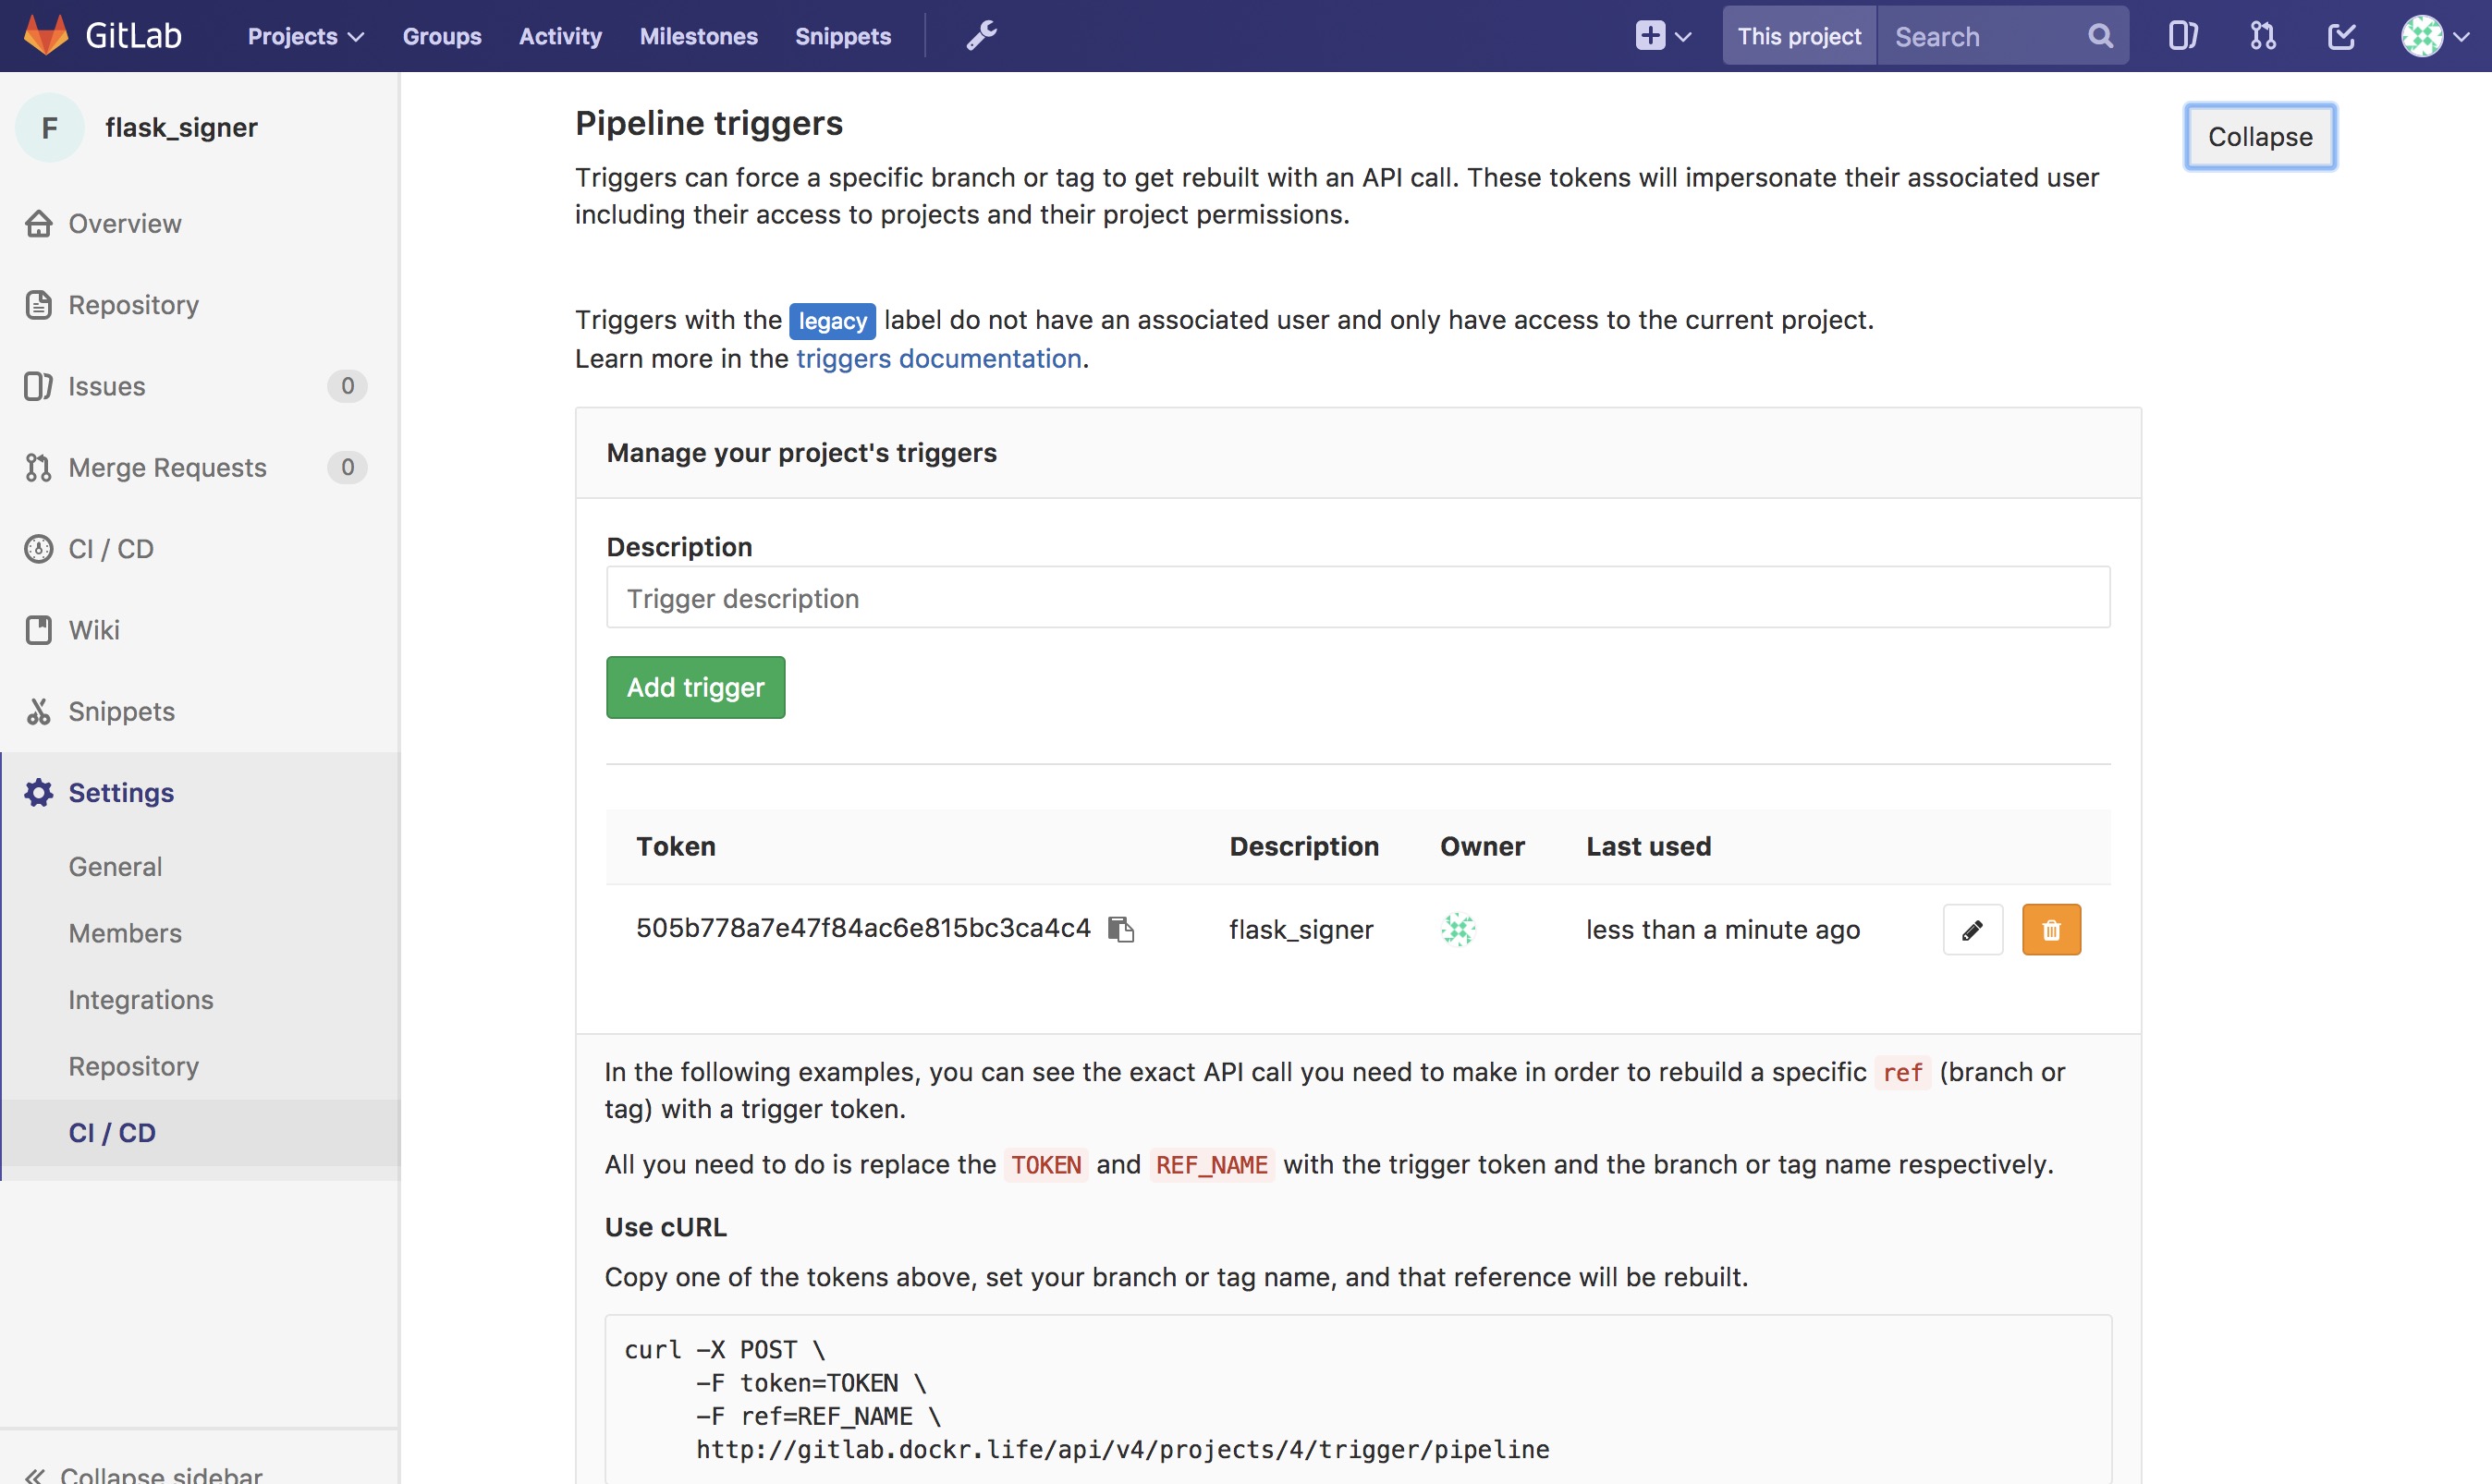 GitLab
Projects
Groups
Activity
Milestones
Snippets
This project
Search
F
flask_signer
Overview
Repository
Issues
0
Merge Requests
0
CI / CD
Wiki
Snippets
Settings
General
Members
Integrations
Repository
CI / CD
Collapse sidebar
Pipeline triggers
Collapse
Triggers can force a specific branch or tag to get rebuilt with an API call. These tokens will impersonate their associated user
including their access to projects and their project permissions.
Triggers with the legacy label do not have an associated user and only have access to the current project.
Learn more in the triggers documentation.
Manage your project's triggers
Description
Trigger description
Add trigger
Token Description Owner Last used
505b778a7e47f84ac6e815bc3ca4c4 flask_signer less than a minute ago
In the following examples, you can see the exact API call you need to make in order to rebuild a specific ref (branch or
tag) with a trigger token.
All you need to do is replace the TOKEN and REF_NAME with the trigger token and the branch or tag name respectively.
Use cURL
Copy one of the tokens above, set your branch or tag name, and that reference will be rebuilt.
curl -X POST \
-F token=TOKEN \
-F ref=REF_NAME \
http://gitlab.dockr.life/api/v4/projects/4/trigger/pipeline